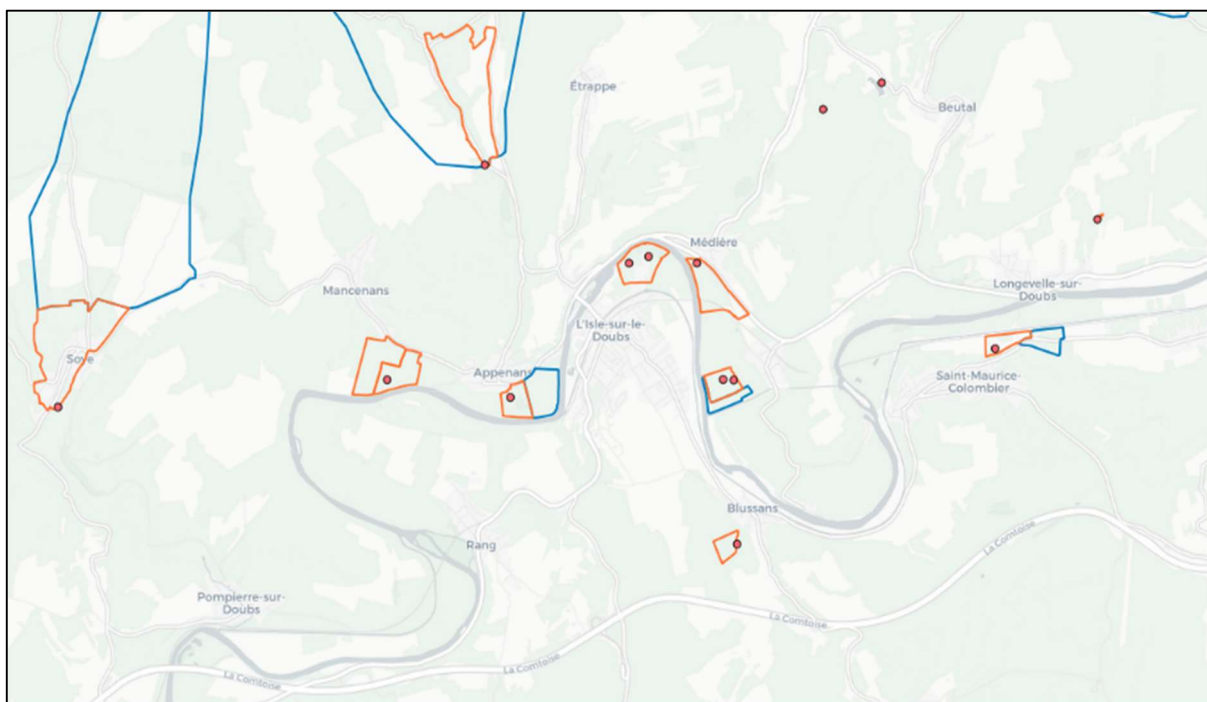 Étrappe
Beutal
Médière
Mancenans
Longevelle-sur-
Doubs
L'Isle-sur-le-
Doubs
Soye
Appenans
Saint-Maurice-
Colombier
Blussans
La Comtoise
Rang
Pompierre-sur-
Doubs
La Comtoise
La Comtoise
La Comtoise